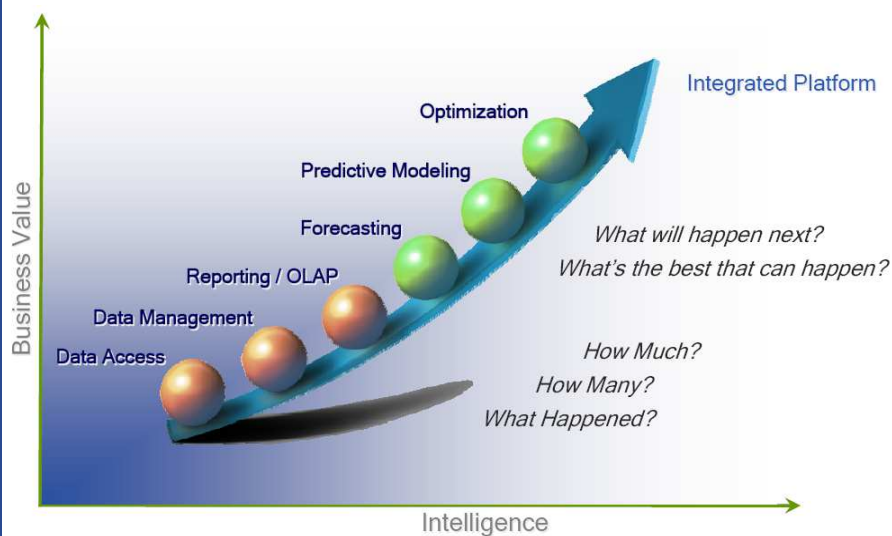 Integrated Platform
Optimization
Predictive Modeling
Forecasting
What will happen next?
What's the best that can happen?
Reporting / OLAP
Data Management
Data Access
How Much?
How Many?
What Happened?
Business Value
Intelligence